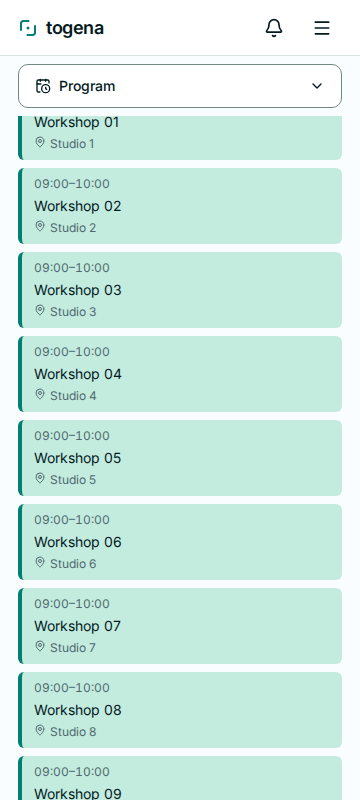 togena
Program
Workshop 01
Studio 1
09:00–10:00
Workshop 02
Studio 2
09:00–10:00
Workshop 03
Studio 3
09:00–10:00
Workshop 04
Studio 4
09:00–10:00
Workshop 05
Studio 5
09:00–10:00
Workshop 06
Studio 6
09:00–10:00
Workshop 07
Studio 7
09:00–10:00
Workshop 08
Studio 8
09:00–10:00
Workshop 09